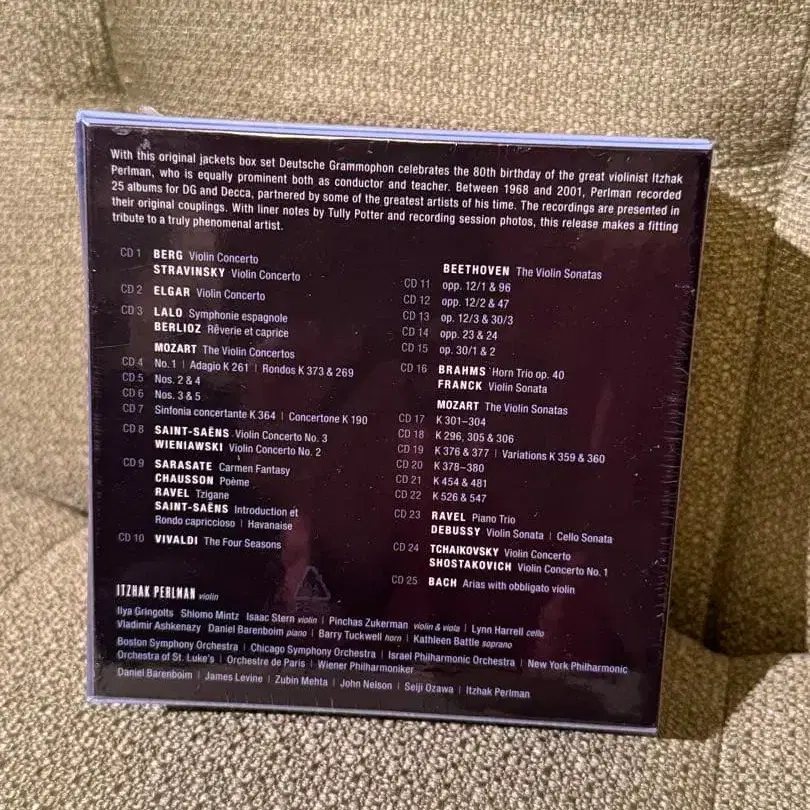 With this original jackets box set Deutsche Grammophon celebrates the 80th birthday of the great violinist Itzhak
Perlman, who is equally prominent both as conductor and teacher. Between 1968 and 2001, Perlman recorded
25 albums for DG and Decca, partnered by some of the greatest artists of his time. The recordings are presented in
their original couplings. With liner notes by Tully Potter and recording session photos, this release makes a fitting
tribute to a truly phenomenal artist.
CD 1 BERG Violin Concerto
STRAVINSKY Violin Concerto
CD 2 ELGAR Violin Concerto
CD 3 LALO Symphonie espagnole
BERLIOZ Rêverie et caprice
MOZART The Violin Concertos
CD 4 No. 1 | Adagio K 261 | Rondos K 373 & 269
CD 5 Nos. 2 & 4
CD 6 Nos. 3 & 5
CD 7 Sinfonia concertante K 364 | Concertone K 190
CD 8 SAINT-SAËNS Violin Concerto No. 3
WIENIAWSKI Violin Concerto No. 2
CD 9 SARASATE Carmen Fantasy
CHAUSSON Poème
RAVEL Tzigane
SAINT-SAËNS Introduction et
Rondo capriccioso | Havanaise
CD 10 VIVALDI The Four Seasons
BEETHOVEN The Violin Sonatas
CD 11 opp. 12/1 & 96
CD 12 opp. 12/2 & 47
CD 13 op. 12/3 & 30/3
CD 14 opp. 23 & 24
CD 15 op. 30/1 & 2
CD 16 BRAHMS Horn Trio op. 40
FRANCK Violin Sonata
MOZART The Violin Sonatas
CD 17 K 301–304
CD 18 K 296, 305 & 306
CD 19 K 376 & 377 | Variations K 359 & 360
CD 20 K 378–380
CD 21 K 454 & 481
CD 22 K 526 & 547
CD 23 RAVEL Piano Trio
DEBUSSY Violin Sonata | Cello Sonata
CD 24 TCHAIKOVSKY Violin Concerto
SHOSTAKOVICH Violin Concerto No. 1
CD 25 BACH Arias with obbligato violin
ITZHAK PERLMAN violin
Ilya Gringolts Shlomo Mintz Isaac Stern violin | Pinchas Zukerman violin & viola | Lynn Harrell cello
Vladimir Ashkenazy Daniel Barenboim piano | Barry Tuckwell horn | Kathleen Battle soprano
Boston Symphony Orchestra | Chicago Symphony Orchestra | Israel Philharmonic Orchestra | New York Philharmonic
Orchestra of St. Luke's | Orchestre de Paris | Wiener Philharmoniker
Daniel Barenboim | James Levine | Zubin Mehta | John Nelson | Seiji Ozawa | Itzhak Perlman